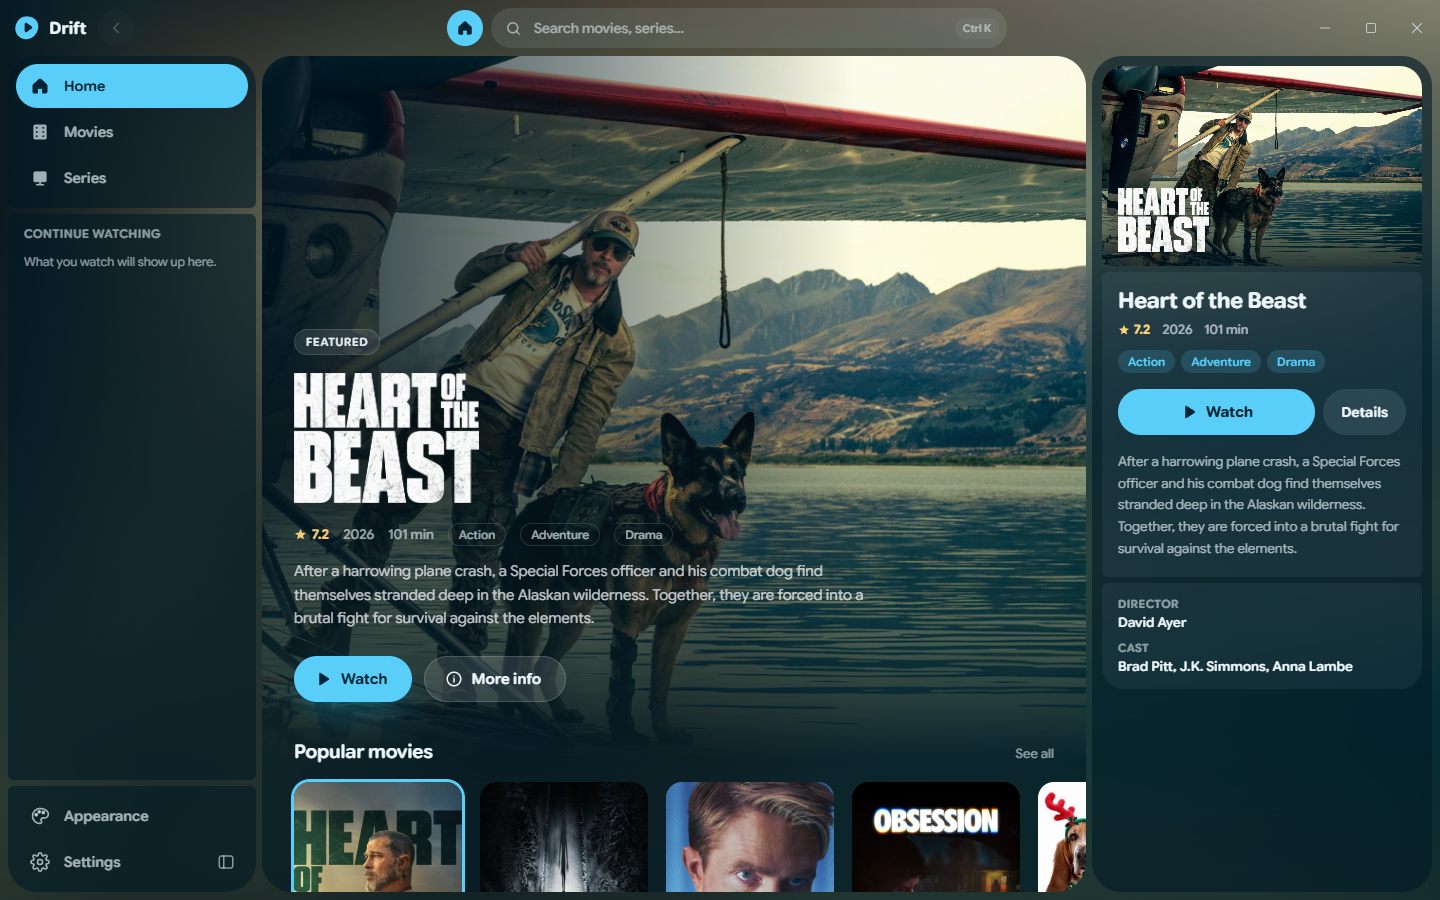 Drift
Search movies, series...
Ctrl K
Home
Movies
Series
CONTINUE WATCHING
What you watch will show up here.
Appearance
Settings
FEATURED
HEART OF THE BEAST
7.2 2026 101 min Action Adventure Drama
After a harrowing plane crash, a Special Forces officer and his combat dog find
themselves stranded deep in the Alaskan wilderness. Together, they are forced into a
brutal fight for survival against the elements.
Watch
More info
Popular movies
See all
HEART
OF
OBSESSION
HEART OF THE BEAST
Heart of the Beast
7.2 2026 101 min
Action Adventure Drama
Watch
Details
After a harrowing plane crash, a Special Forces
officer and his combat dog find themselves
stranded deep in the Alaskan wilderness.
Together, they are forced into a brutal fight for
survival against the elements.
DIRECTOR
David Ayer
CAST
Brad Pitt, J.K. Simmons, Anna Lambe